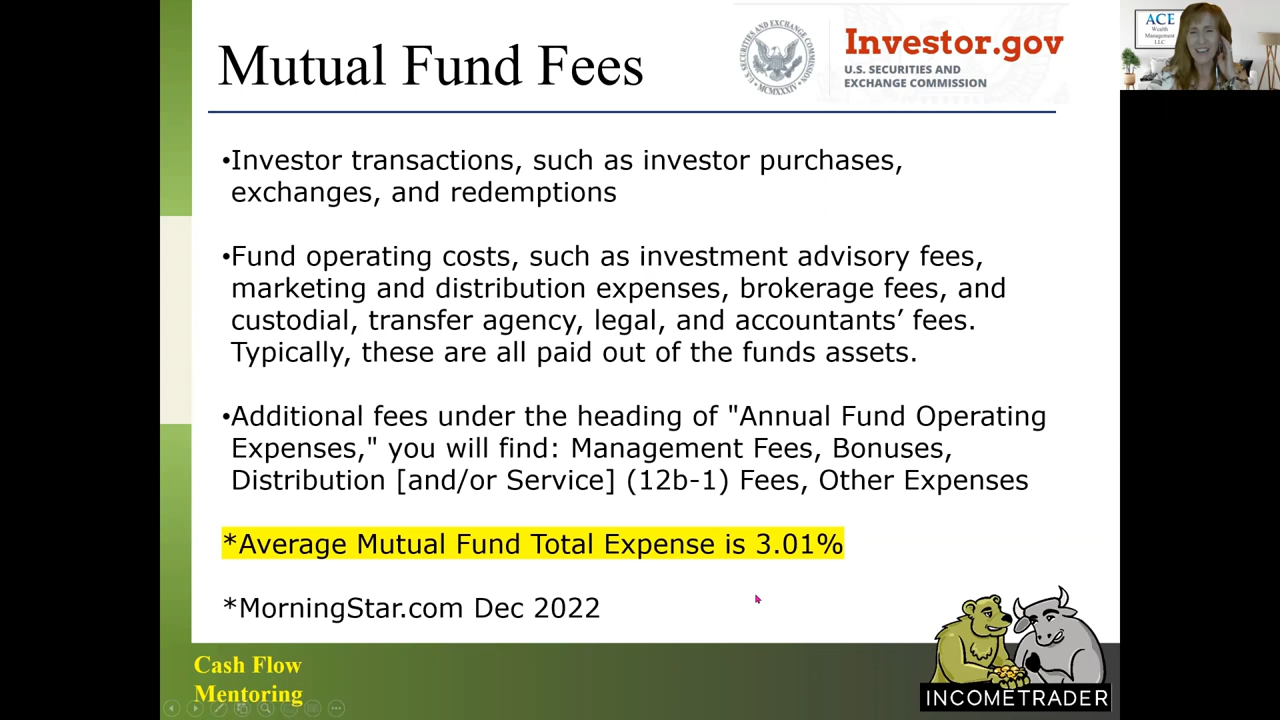 Mutual Fund Fees
Investor.gov
U.S. SECURITIES AND
EXCHANGE COMMISSION
ACE
Wealth
Management
LLC
•Investor transactions, such as investor purchases,
exchanges, and redemptions
•Fund operating costs, such as investment advisory fees,
marketing and distribution expenses, brokerage fees, and
custodial, transfer agency, legal, and accountants’ fees.
Typically, these are all paid out of the funds assets.
•Additional fees under the heading of "Annual Fund Operating
Expenses," you will find: Management Fees, Bonuses,
Distribution [and/or Service] (12b-1) Fees, Other Expenses
*Average Mutual Fund Total Expense is 3.01%
*MorningStar.com Dec 2022
Cash Flow
Mentoring
INCOMETRADER